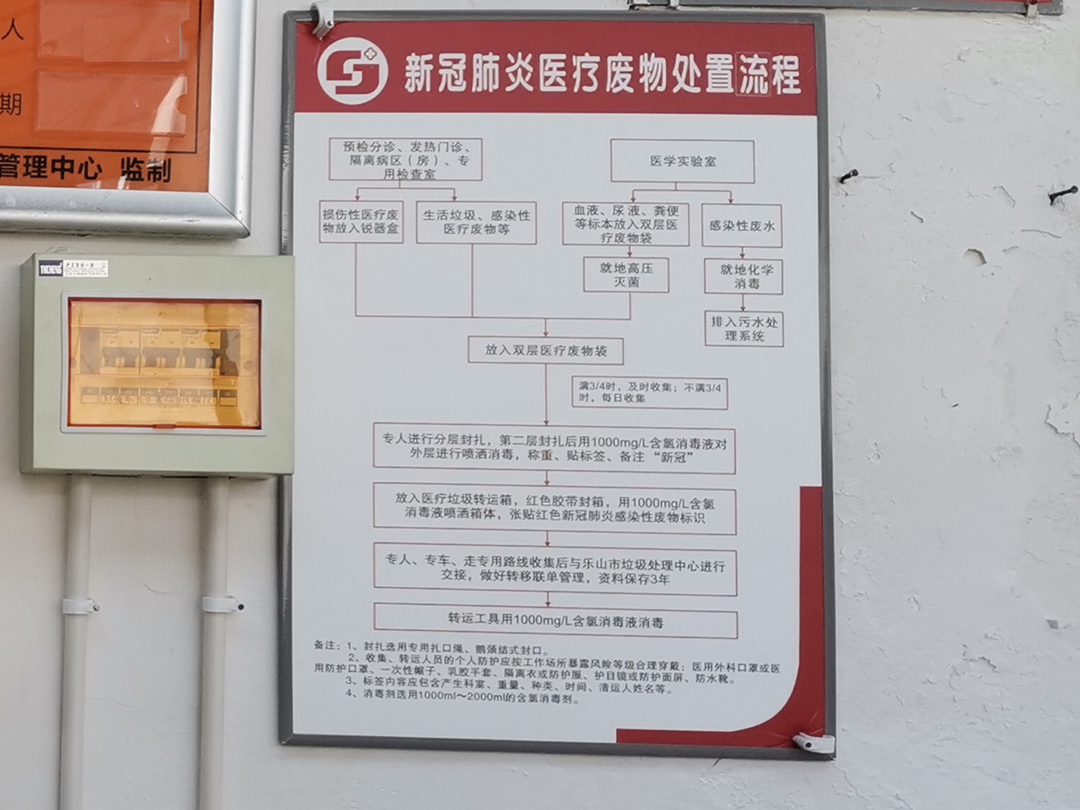 人
期
管理中心 监制
PZ30-8
新冠肺炎医疗废物处置流程
预检分诊、发热门诊、
隔离病区（房）、专
用检查室
医学实验室
损伤性医疗废
物放入锐器盒
生活垃圾、感染性
医疗废物等
血液、尿液、粪便
等标本放入双层医
疗废物袋
感染性废水
就地高压
灭菌
就地化学
消毒
排入污水处
理系统
放入双层医疗废物袋
满3/4时，及时收集；不满3/4
时，每日收集
专人进行分层封扎，第二层封扎后用1000mg/L含氯消毒液对
外层进行喷洒消毒，称重、贴标签、备注“新冠”
放入医疗垃圾转运箱，红色胶带封箱，用1000mg/L含氯
消毒液喷洒箱体，张贴红色新冠肺炎感染性废物标识
专人、专车、走专用路线收集后与乐山市垃圾处理中心进行
交接，做好转移联单管理，资料保存3年
转运工具用1000mg/L含氯消毒液消毒
备注：1、封扎选用专用扎口绳、鹅颈结式封口。
2、收集、转运人员的个人防护应按工作场所暴露风险等级合理穿戴；医用外科口罩或医
用防护口罩、一次性帽子、乳胶手套、隔离衣或防护服、护目镜或防护面屏、防水靴。
3、标签内容应包含产生科室、重量、种类、时间、清运人姓名等。
4、消毒剂选用1000ml～2000ml的含氯消毒剂。